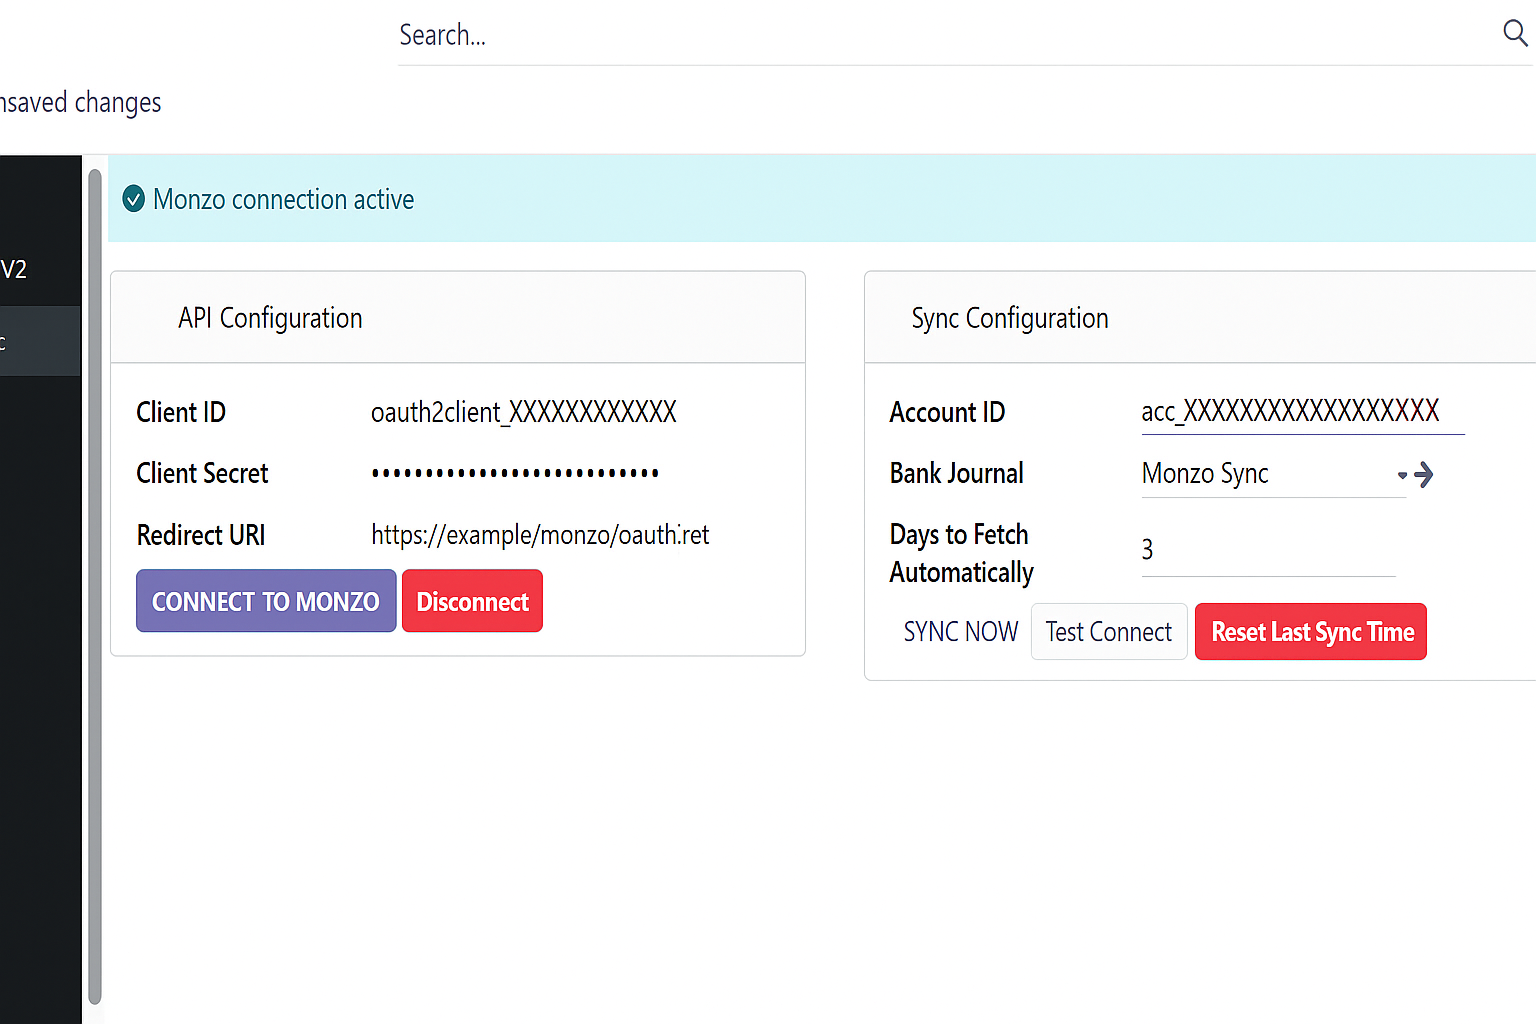 Search...
nsaved changes
Monzo connection active
V2
c
API Configuration
Client ID oauth2client_XXXXXXXXXXXX
Client Secret •••••••••••••••••••••••••••
Redirect URI https://example/monzo/oauth:ret
CONNECT TO MONZO Disconnect
Sync Configuration
Account ID acc_XXXXXXXXXXXXXXXXXX
Bank Journal Monzo Sync
Days to Fetch
Automatically 3
SYNC NOW Test Connect Reset Last Sync Time